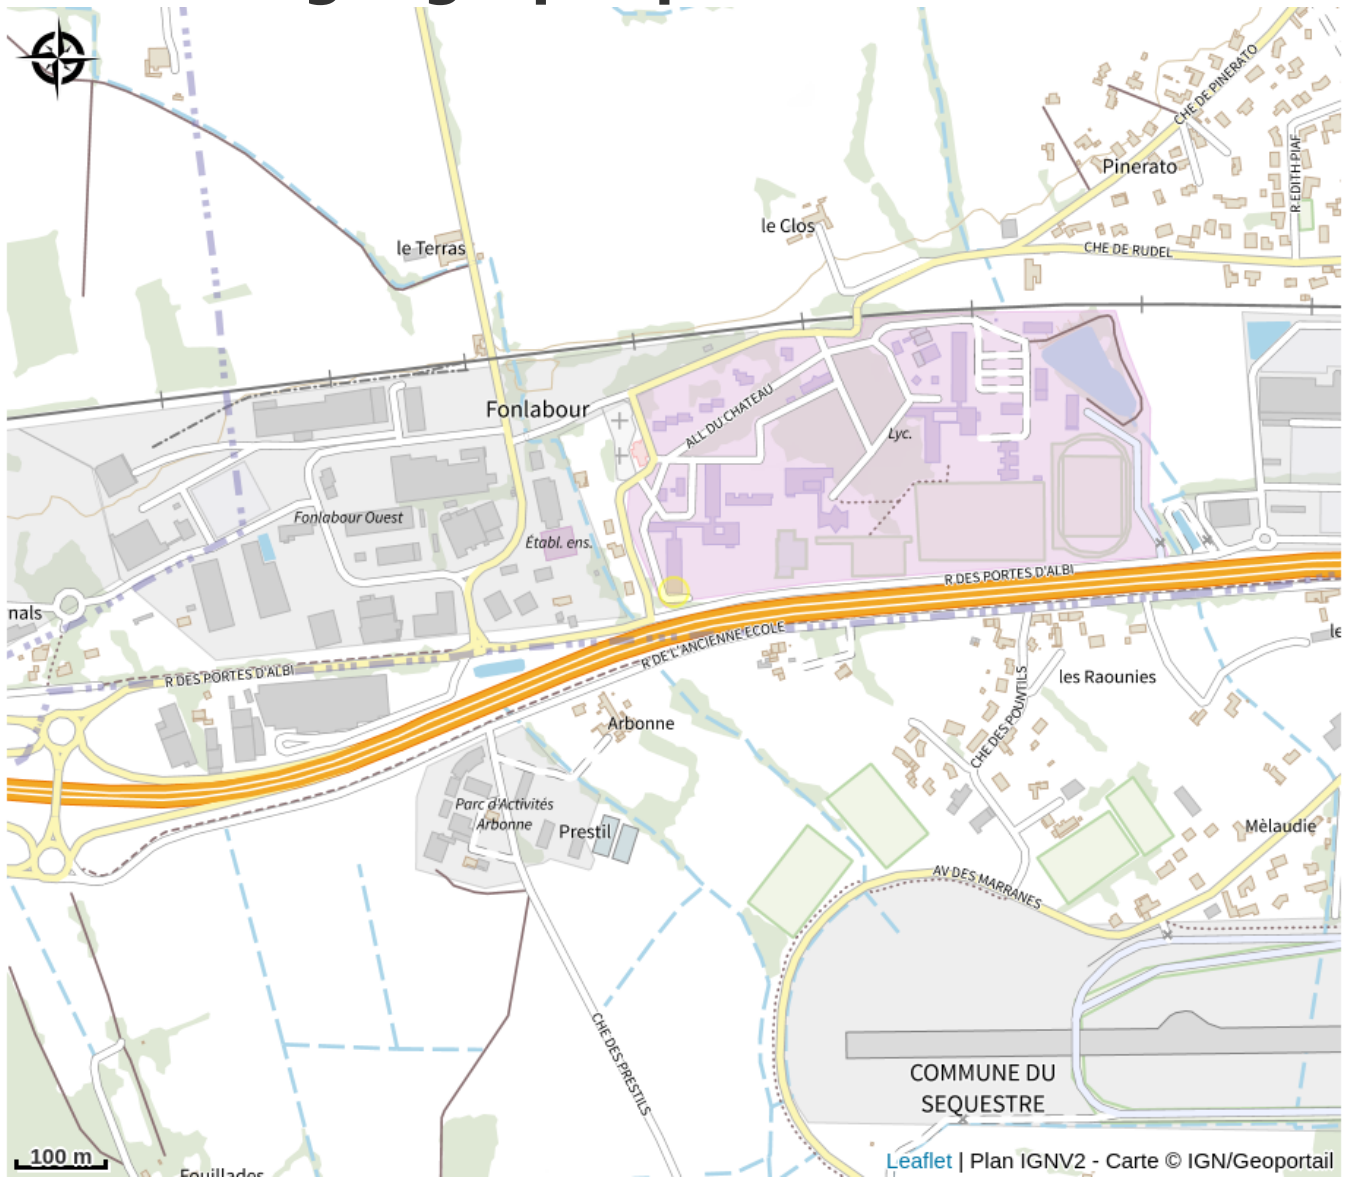 CHE DE PINERATO
Pinerato
R EDITH PIAF
le Clos
le Terras
CHE DE RUDEL
Fonlabour
ALL DU CHATEAU
Lyc.
Fonlabour Ouest
Établ. ens.
R DES PORTES D'ALBI
nals
R DE L'ANCIENNE ECOLE
le
R DES PORTES D'ALBI
les Raounies
CHE DES POUNTILS
Arbonne
Parc d'Activités
Arbonne
Prestil
Mèlaudie
AV DES MARRANES
CHE DES PRESTILS
COMMUNE DU
SEQUESTRE
100 m
Fouillades
Leaflet | Plan IGNV2 - Carte © IGN/Geoportail